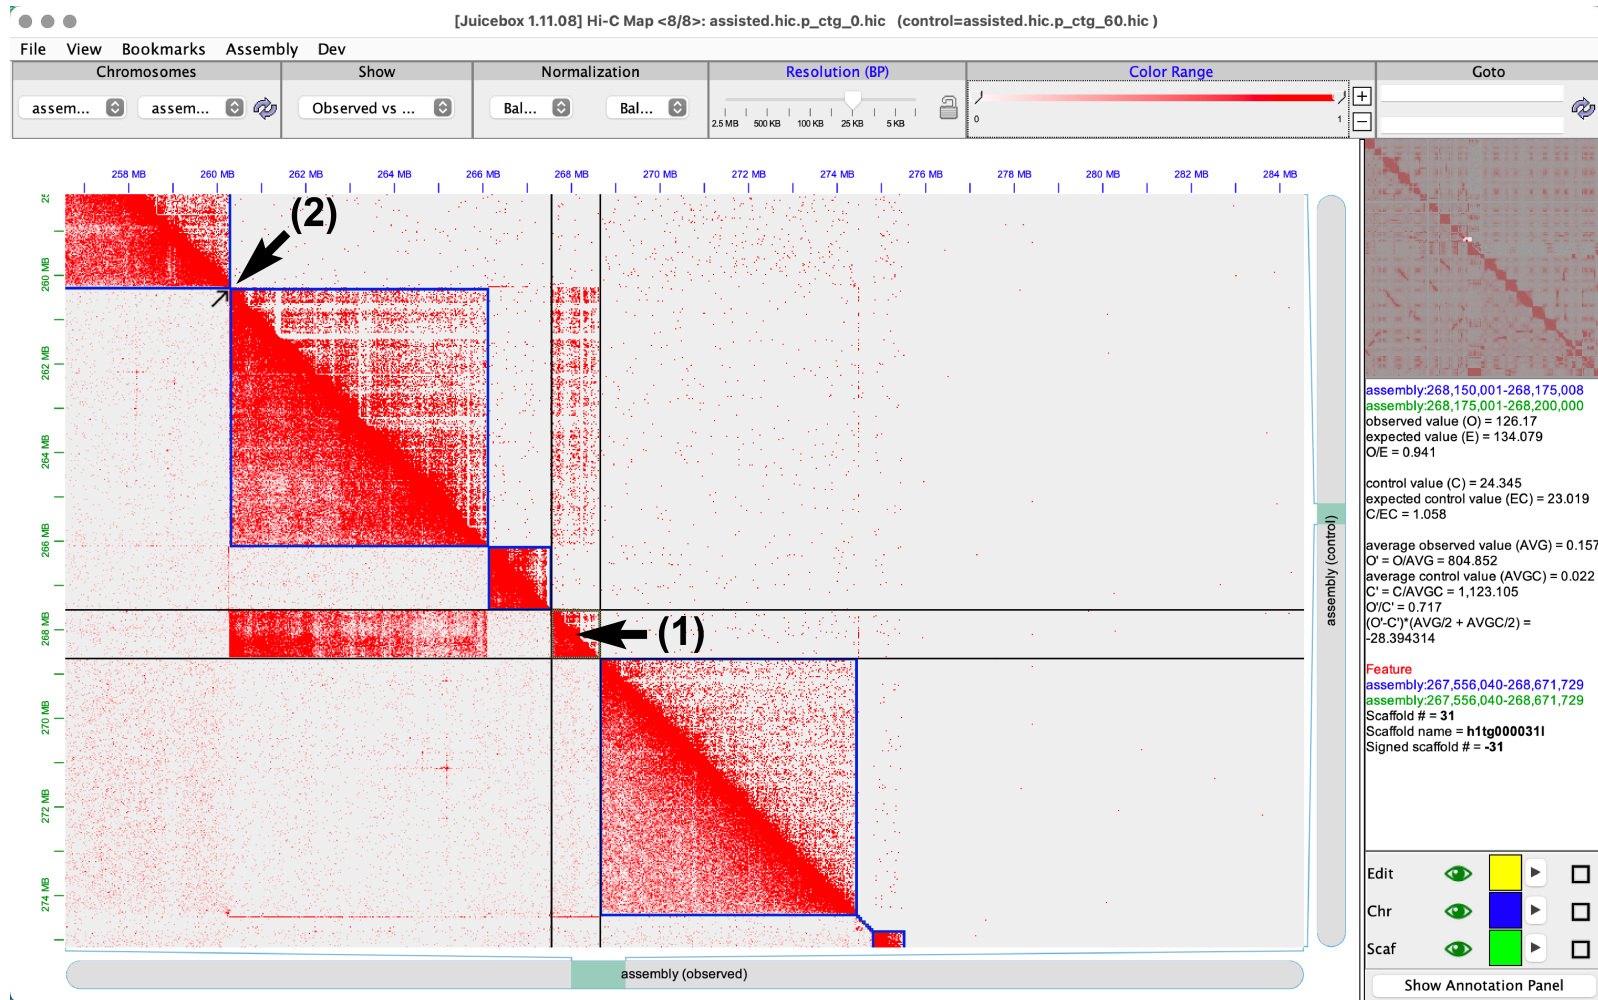 [Juicebox 1.11.08] Hi-C Map <8/8>: assisted.hic.p_ctg_0.hic (control=assisted.hic.p_ctg_60.hic )
File View Bookmarks Assembly Dev
Chromosomes Show Normalization Resolution (BP) Color Range Goto
assem... assem... Observed vs ... Bal... Bal...
2.5 MB 500 KB 100 KB 25 KB 5 KB
0 1
+
−
258 MB 260 MB 262 MB 264 MB 266 MB 268 MB 270 MB 272 MB 274 MB 276 MB 278 MB 280 MB 282 MB 284 MB
260 MB
262 MB
264 MB
266 MB
268 MB
270 MB
272 MB
274 MB
(2)
(1)
assembly (control)
assembly (observed)
assembly:268,150,001-268,175,008
assembly:268,175,001-268,200,000
observed value (O) = 126.17
expected value (E) = 134.079
O/E = 0.941
control value (C) = 24.345
expected control value (EC) = 23.019
C/EC = 1.058
average observed value (AVG) = 0.157
O' = O/AVG = 804.852
average control value (AVGC) = 0.022
C' = C/AVGC = 1,123.105
O'/C' = 0.717
(O'-C')*(AVG/2 + AVGC/2) =
-28.394314
Feature
assembly:267,556,040-268,671,729
assembly:267,556,040-268,671,729
Scaffold # = 31
Scaffold name = h1tg000031l
Signed scaffold # = -31
Edit
Chr
Scaf
Show Annotation Panel